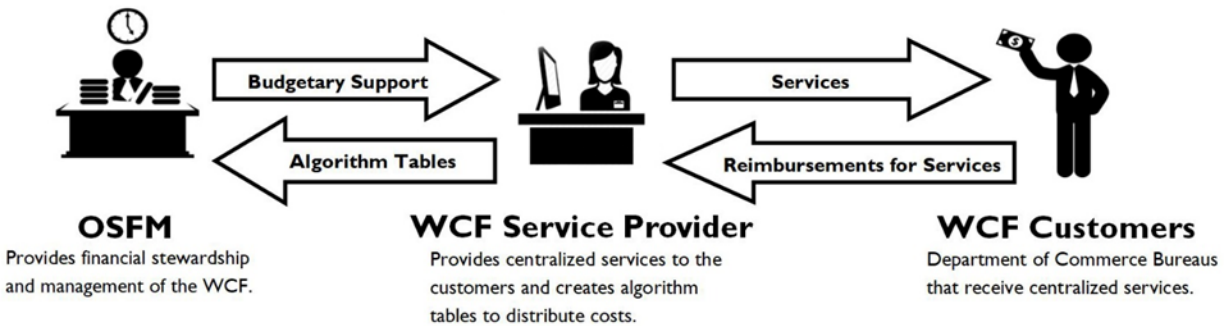 Budgetary Support
Services
Algorithm Tables
Reimbursements for Services
OSFM
Provides financial stewardship
and management of the WCF.
WCF Service Provider
Provides centralized services to the
customers and creates algorithm
tables to distribute costs.
WCF Customers
Department of Commerce Bureaus
that receive centralized services.
$